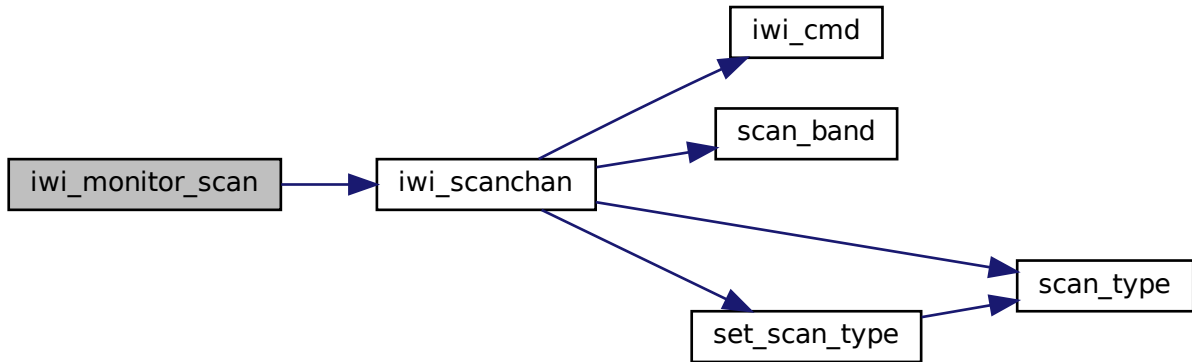 iwi_monitor_scan
iwi_scanchan
iwi_cmd
scan_band
set_scan_type
scan_type